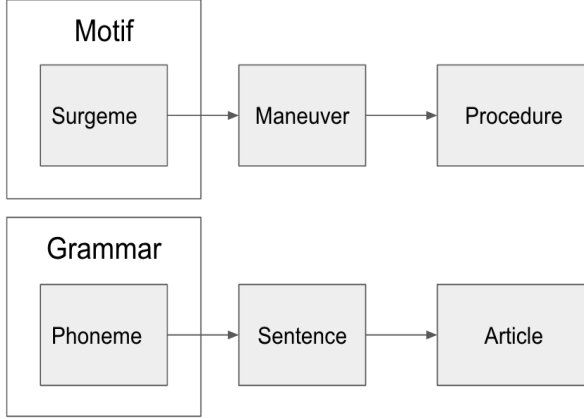 Motif
Surgeme
Maneuver
Procedure
Grammar
Phoneme
Sentence
Article